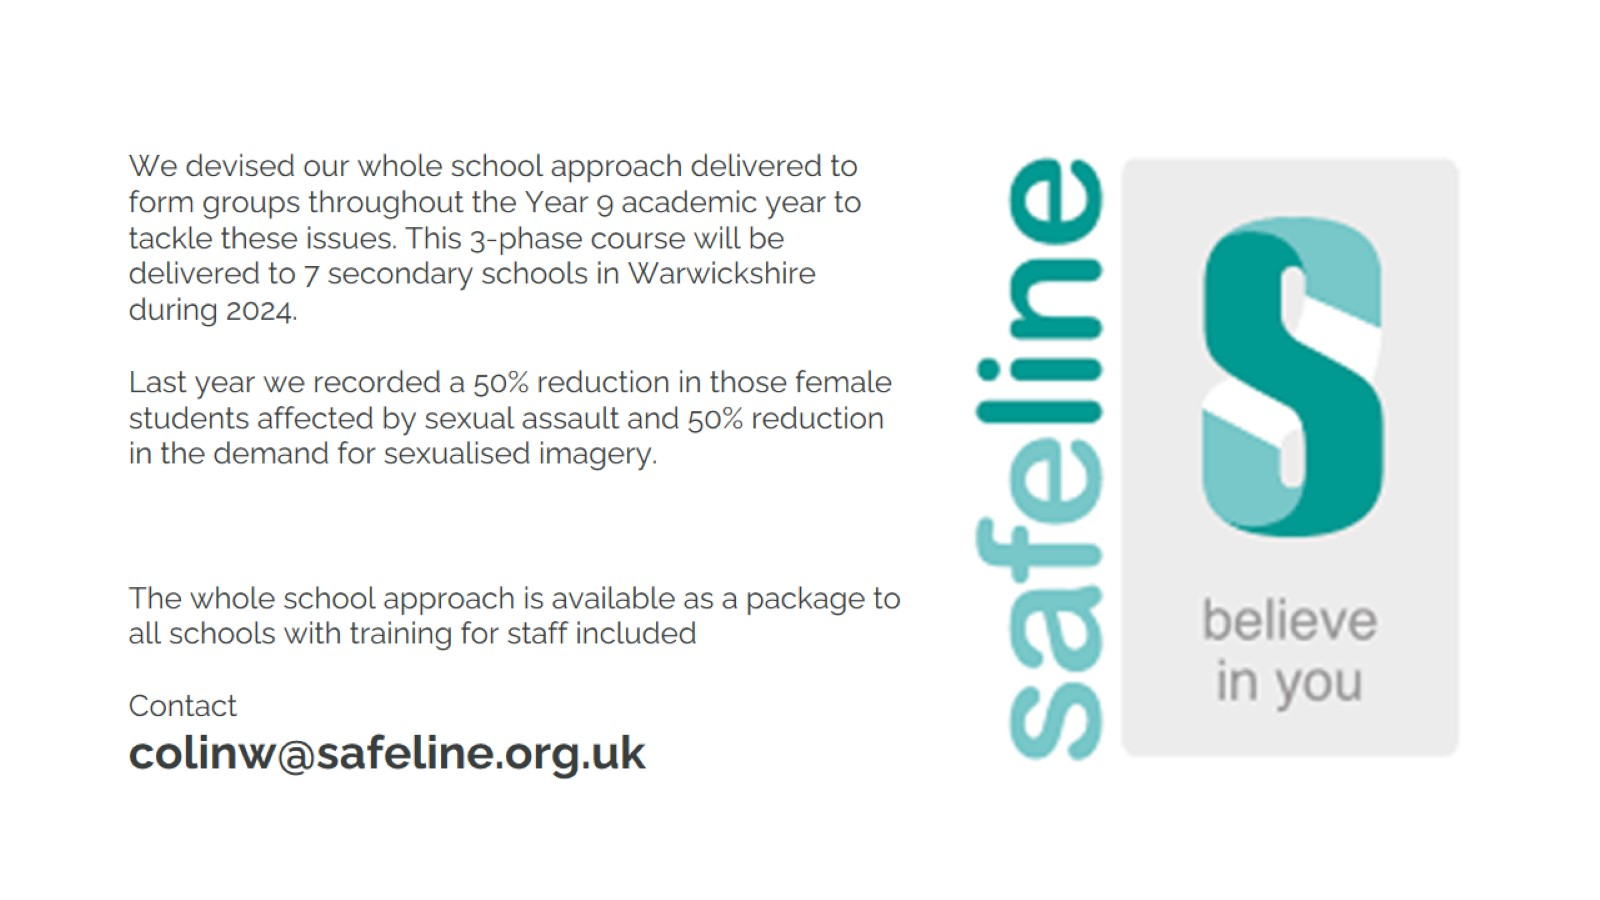 We devised our whole school approach delivered to
form groups throughout the Year 9 academic year to
tackle these issues. This 3-phase course will be
delivered to 7 secondary schools in Warwickshire
during 2024.
Last year we recorded a 50% reduction in those female
students affected by sexual assault and 50% reduction
in the demand for sexualised imagery.
The whole school approach is available as a package to
all schools with training for staff included
Contact
colinw@safeline.org.uk
safeline
S
believe
in you